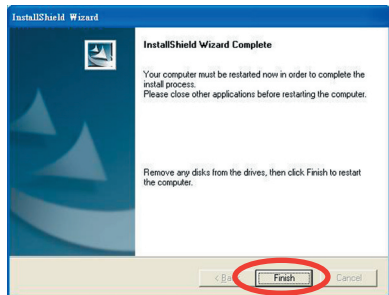 InstallShield Wizard
InstallShield Wizard Complete
Your computer must be restarted now in order to complete the
install process.
Please close other applications before restarting the computer.
Remove any disks from the drives, then click Finish to restart
the computer.
< Ba
Finish
Cancel